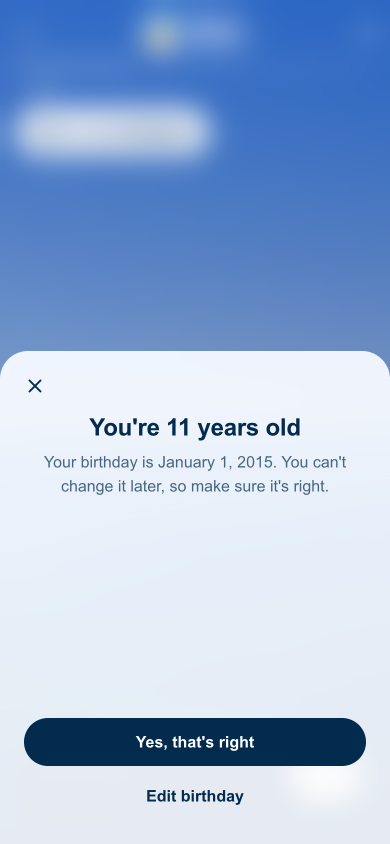 You're 11 years old
Your birthday is January 1, 2015. You can't
change it later, so make sure it's right.
Yes, that's right
Edit birthday